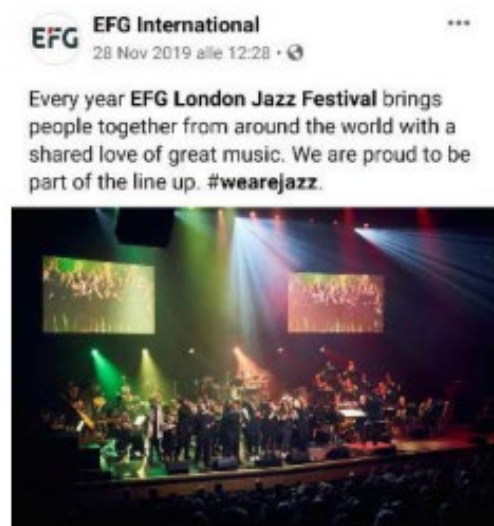 EFG
EFG International
28 Nov 2019 alle 12:28 ·
Every year EFG London Jazz Festival brings
people together from around the world with a
shared love of great music. We are proud to be
part of the line up. #wearejazz.